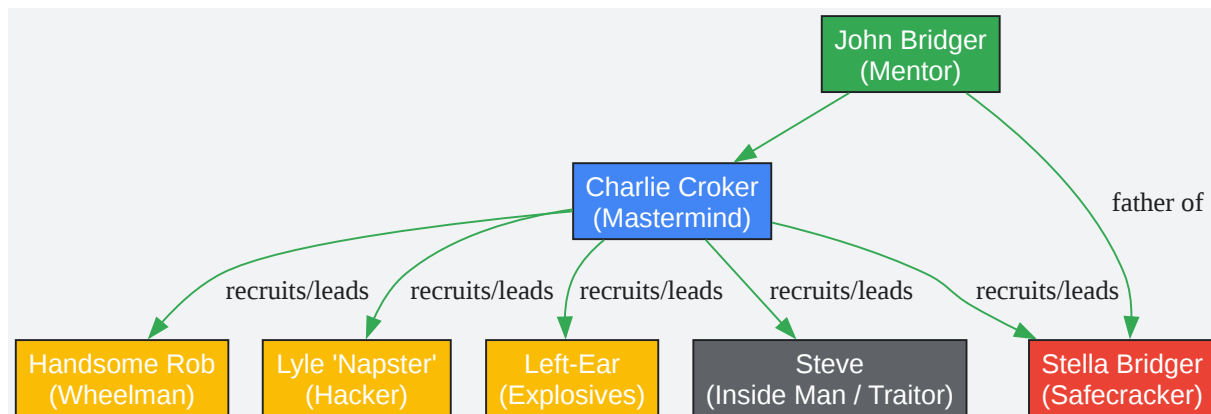 John Bridger
(Mentor)
Charlie Croker
(Mastermind)
father of
recruits/leads
recruits/leads
recruits/leads
recruits/leads
recruits/leads
Handsome Rob
(Wheelman)
Lyle 'Napster'
(Hacker)
Left-Ear
(Explosives)
Steve
(Inside Man / Traitor)
Stella Bridger
(Safecracker)